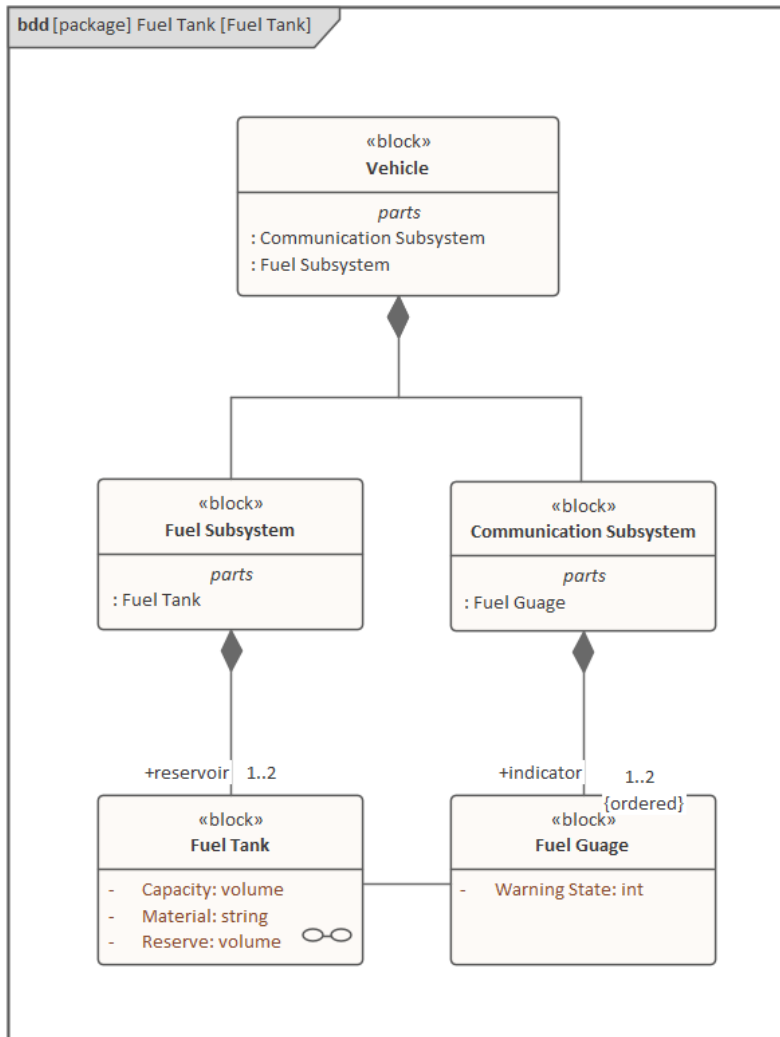 bdd [package] Fuel Tank [Fuel Tank]
«block»
Vehicle
parts
: Communication Subsystem
: Fuel Subsystem
«block»
Fuel Subsystem
parts
: Fuel Tank
«block»
Communication Subsystem
parts
: Fuel Guage
+reservoir 1..2
+indicator 1..2
{ordered}
«block»
Fuel Tank
- Capacity: volume
- Material: string
- Reserve: volume
«block»
Fuel Guage
- Warning State: int